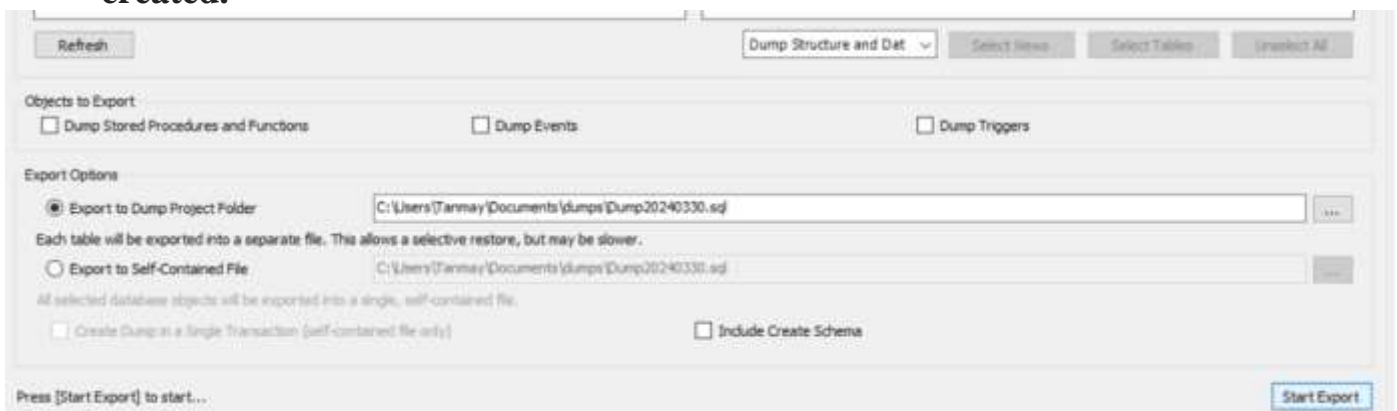 created.
Refresh
Dump Structure and Dat
Select Views
Select Tables
Unselect All
Objects to Export
Dump Stored Procedures and Functions
Dump Events
Dump Triggers
Export Options
Export to Dump Project Folder
C:\Users\Tanmay\Documents\dumps\Dump20240330.sql
...
Each table will be exported into a separate file. This allows a selective restore, but may be slower.
Export to Self-Contained File
C:\Users\Tanmay\Documents\dumps\Dump20240330.sql
...
All selected database objects will be exported into a single, self-contained file.
Create Dump in a Single Transaction (self-contained file only)
Include Create Schema
Press [Start Export] to start...
Start Export